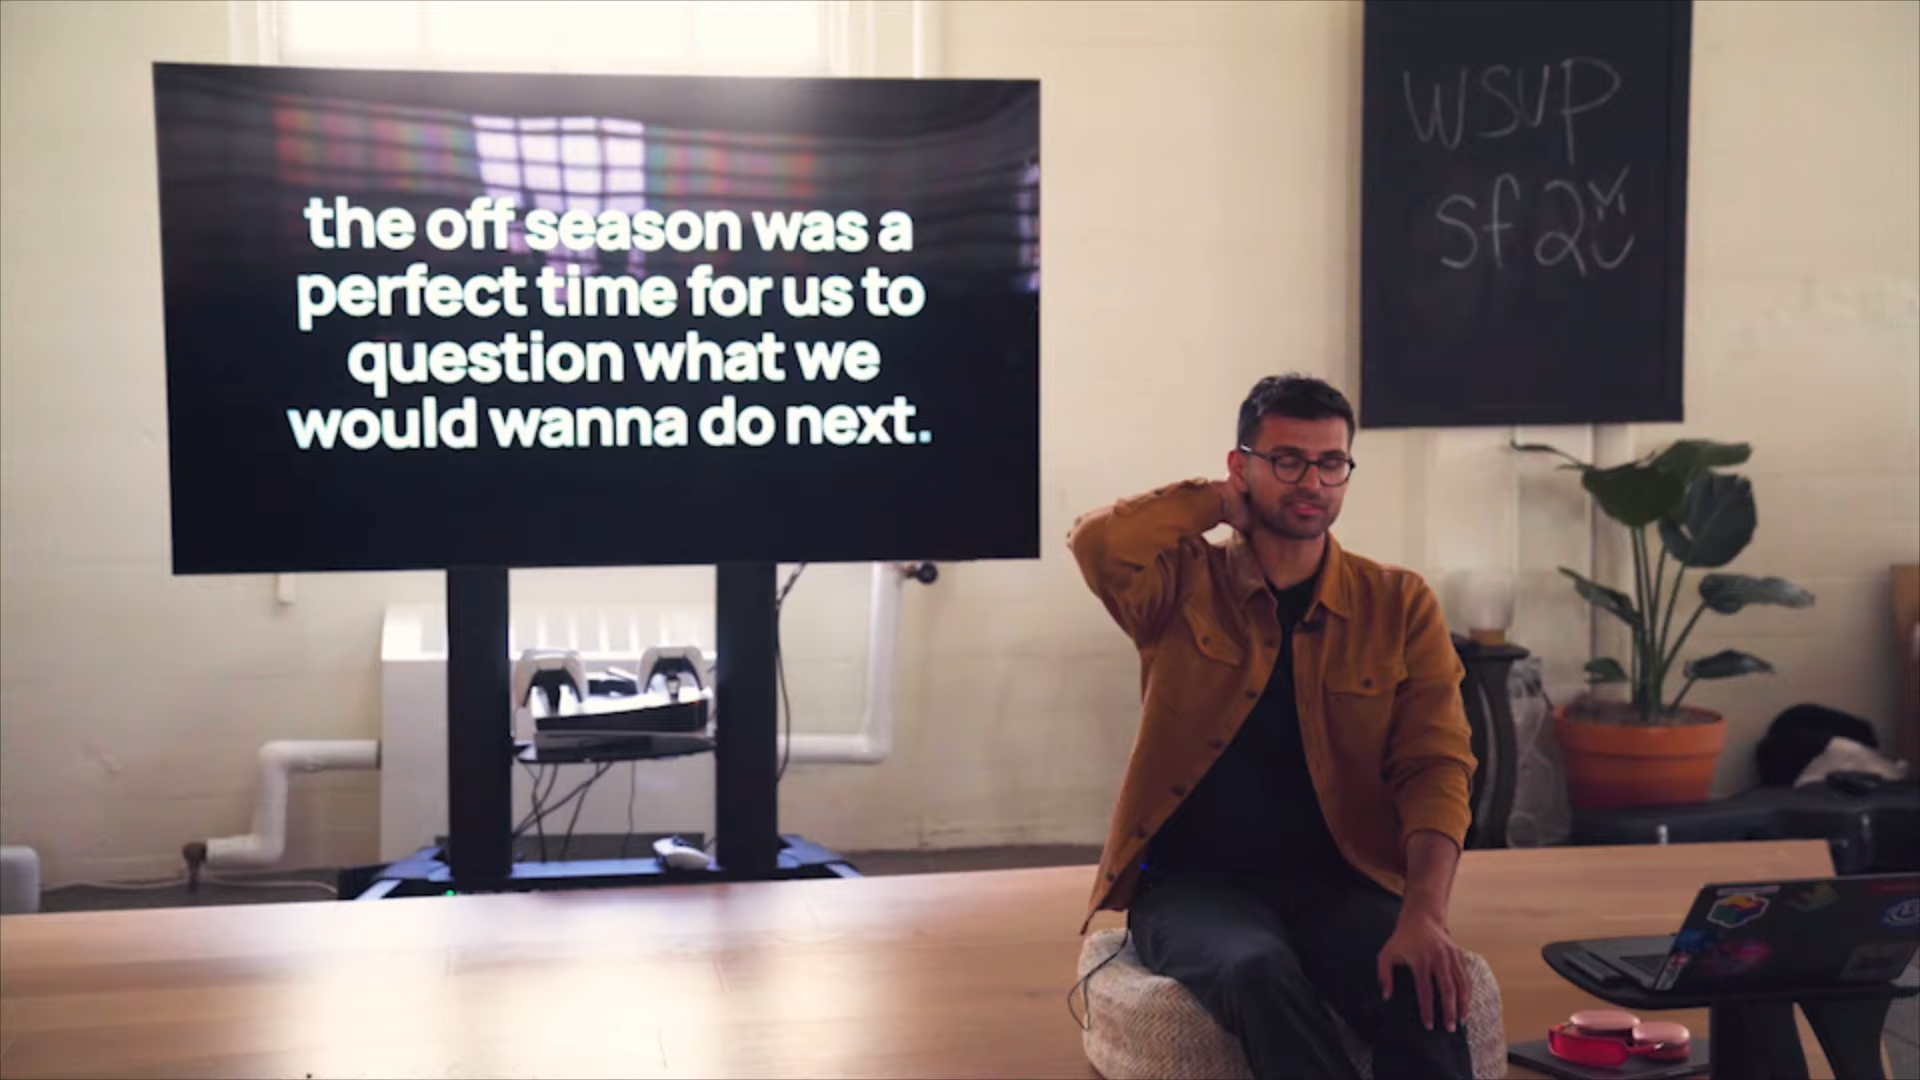 the off season was a
perfect time for us to
question what we
would wanna do next.
WSUP
sf